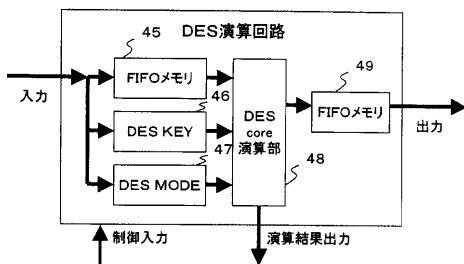 DES演算回路
45
FIFOメモリ
入力
46
DES KEY
47
DES MODE
DES
core
演算部
48
49
FIFOメモリ
出力
制御入力
演算結果出力